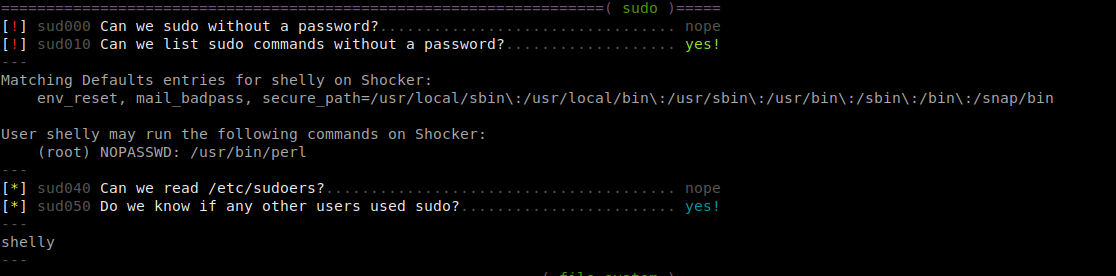 ===================================================================( sudo )=====
[!] sud000 Can we sudo without a password?................................. nope
[!] sud010 Can we list sudo commands without a password?................... yes!
---
Matching Defaults entries for shelly on Shocker:
    env_reset, mail_badpass, secure_path=/usr/local/sbin\:/usr/local/bin\:/usr/sbin\:/usr/bin\:/sbin\:/bin\:/snap/bin

User shelly may run the following commands on Shocker:
    (root) NOPASSWD: /usr/bin/perl
---
[*] sud040 Can we read /etc/sudoers?....................................... nope
[*] sud050 Do we know if any other users used sudo?........................ yes!
---
shelly
---
( file system )